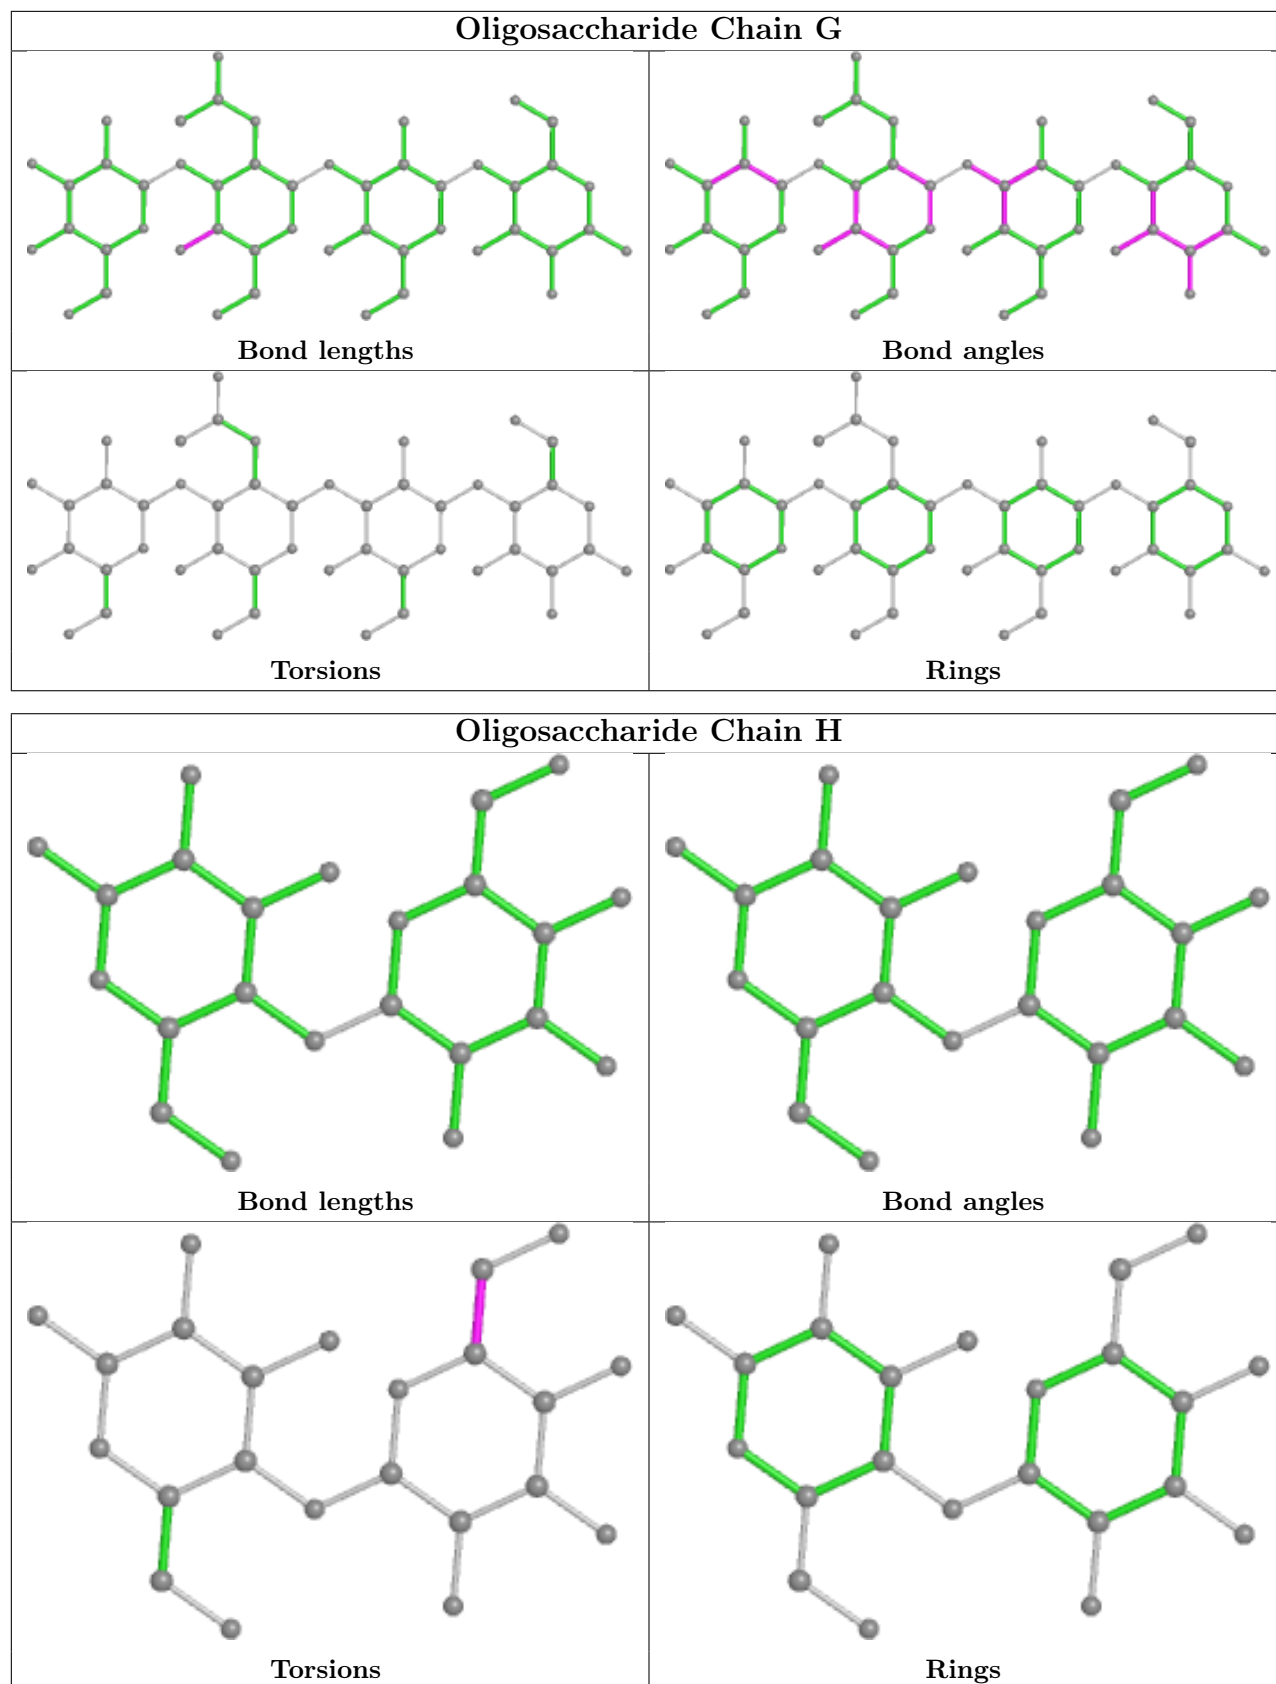 Oligosaccharide Chain G
Bond lengths
Bond angles
Torsions
Rings
Oligosaccharide Chain H
Bond lengths
Bond angles
Torsions
Rings